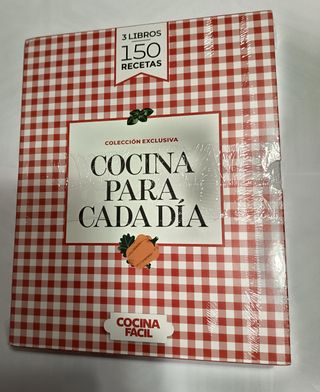 3 LIBROS
150
RECETAS
COLECCIÓN EXCLUSIVA
COCINA
PARA
CADA DÍA
COCINA
FÁCIL